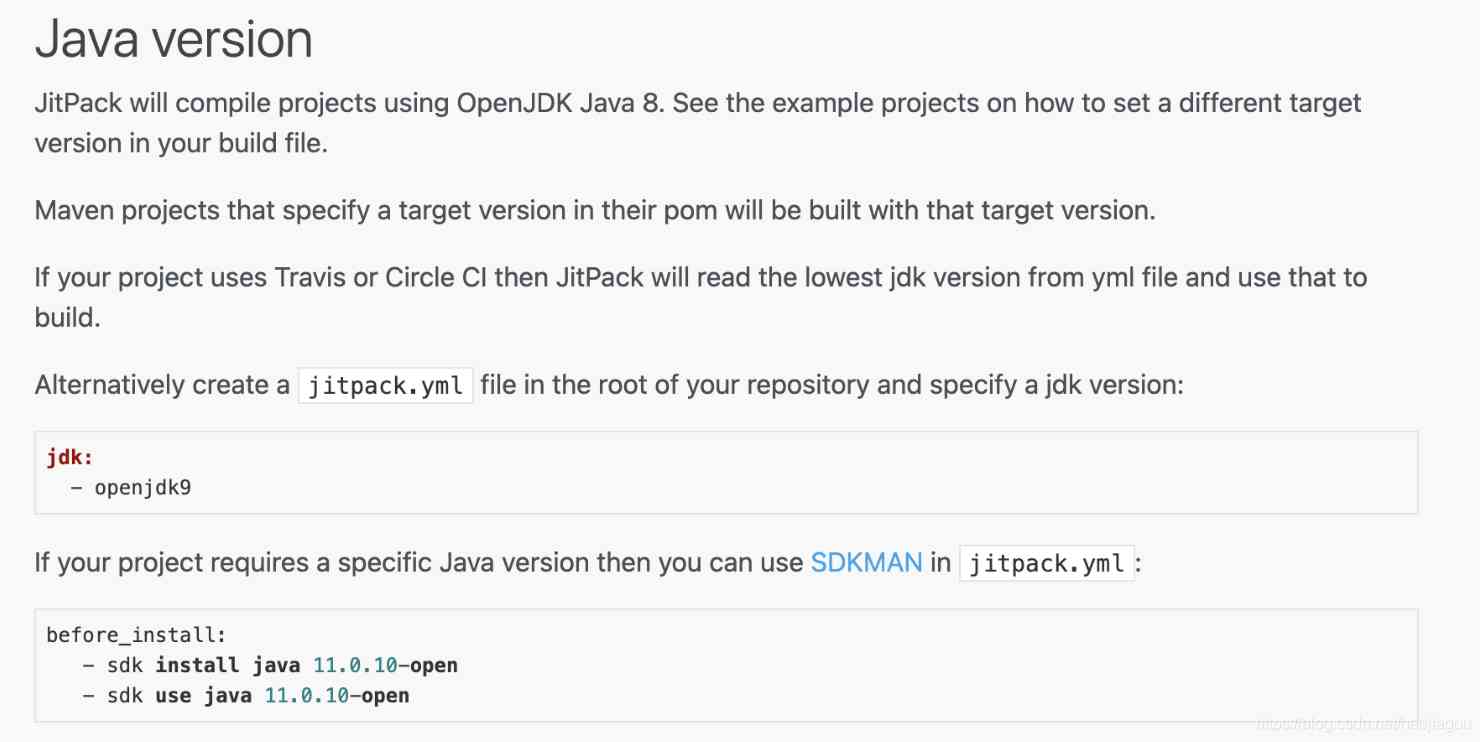 Java version
JitPack will compile projects using OpenJDK Java 8. See the example projects on how to set a different target
version in your build file.
Maven projects that specify a target version in their pom will be built with that target version.
If your project uses Travis or Circle CI then JitPack will read the lowest jdk version from yml file and use that to
build.
Alternatively create a jitpack.yml file in the root of your repository and specify a jdk version:
jdk:
- openjdk9
If your project requires a specific Java version then you can use SDKMAN in jitpack.yml:
before_install:
- sdk install java 11.0.10-open
- sdk use java 11.0.10-open